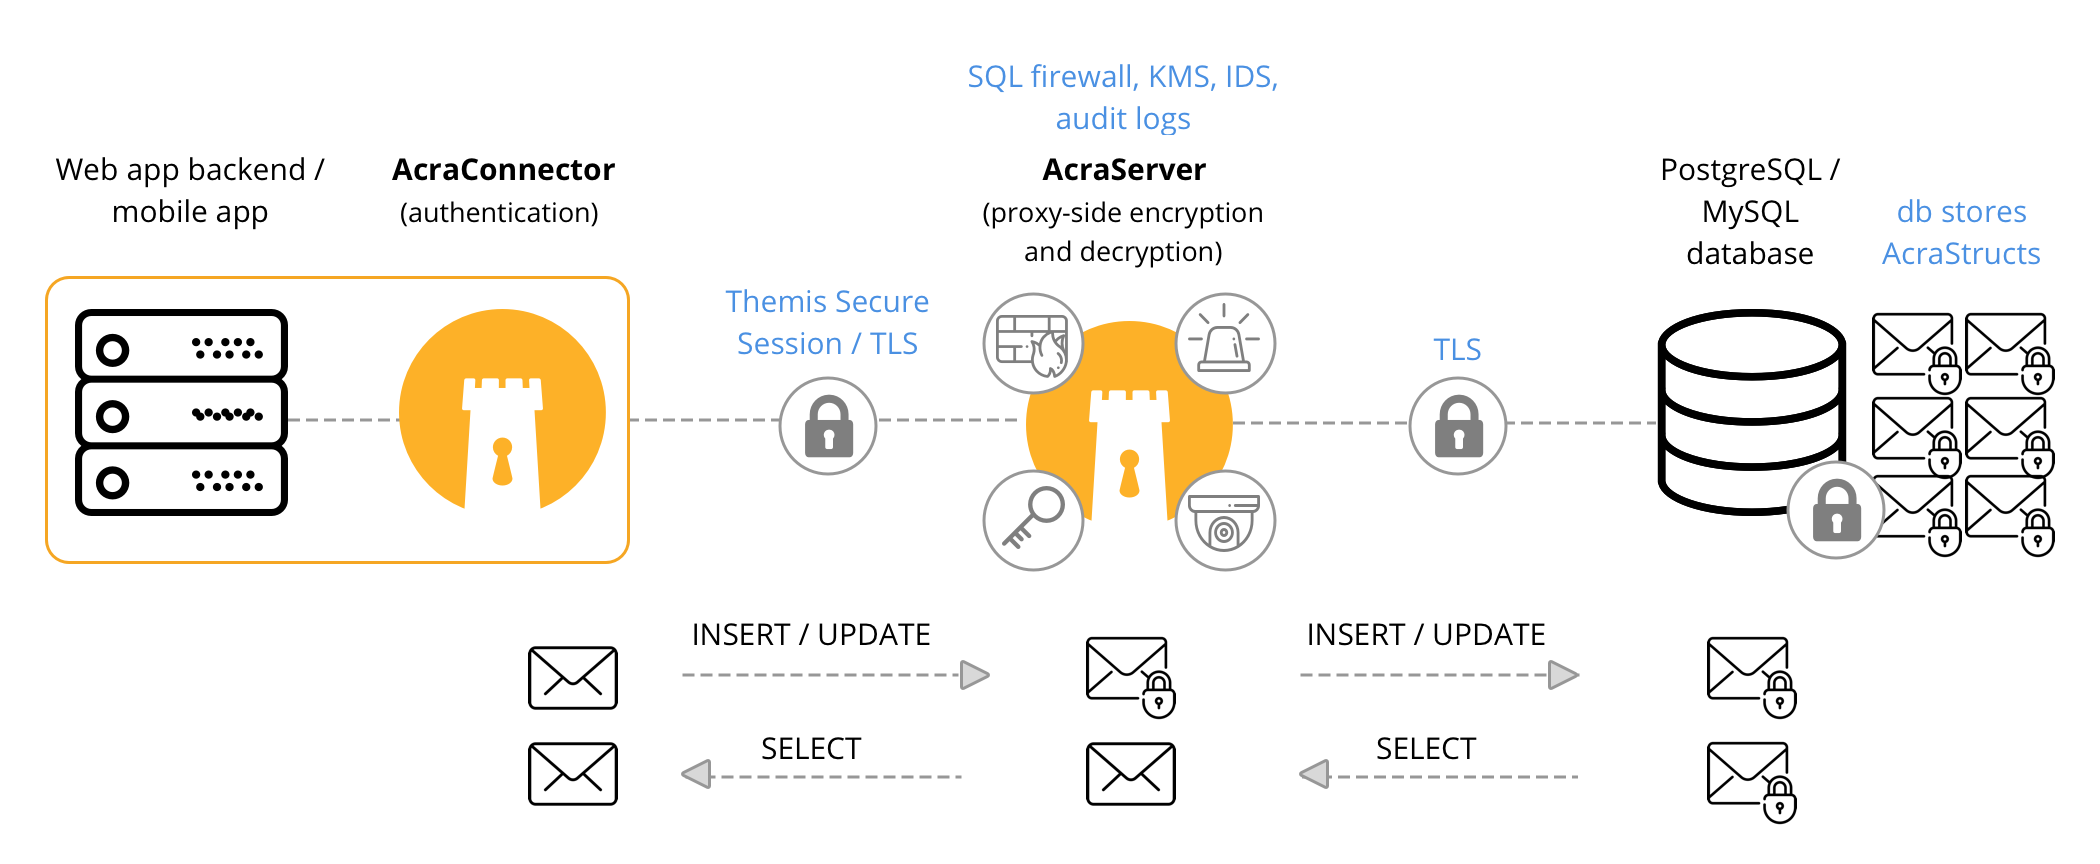 SQL firewall, KMS, IDS,
audit logs
Web app backend /
mobile app
AcraConnector
(authentication)
AcraServer
(proxy-side encryption
and decryption)
PostgreSQL /
MySQL
database
db stores
AcraStructs
Themis Secure
Session / TLS
TLS
INSERT / UPDATE
INSERT / UPDATE
SELECT
SELECT